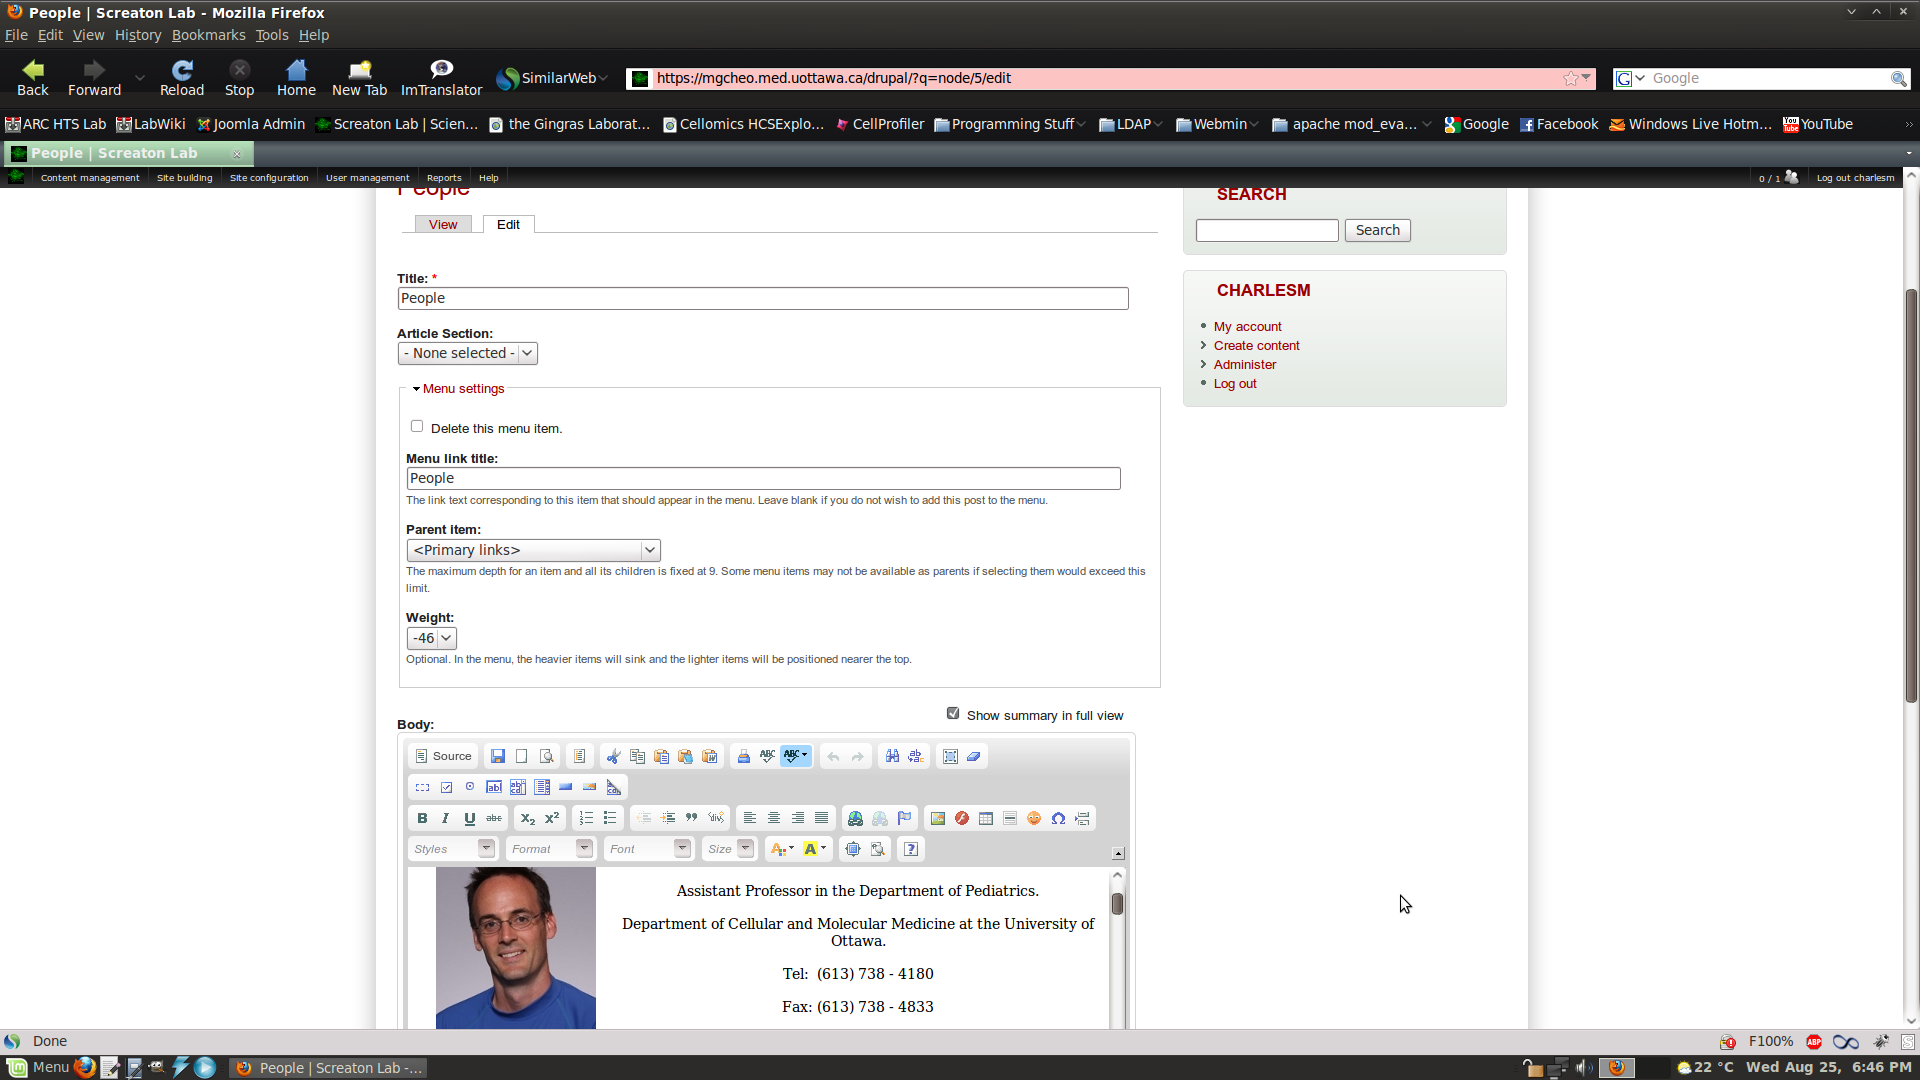 People | Screaton Lab - Mozilla Firefox
File Edit View History Bookmarks Tools Help
Back Forward Reload Stop Home New Tab ImTranslator SimilarWeb https://mgcheo.med.uottawa.ca/drupal/?q=node/5/edit G Google
ARC HTS Lab LabWiki Joomla Admin Screaton Lab | Scien... the Gingras Laborat... Cellomics HCSExplo... CellProfiler Programming Stuff LDAP Webmin apache mod_eva... Google Facebook Windows Live Hotm... YouTube
People | Screaton Lab
Content management Site building Site configuration User management Reports Help 0 / 1 Log out charlesm
People
SEARCH
View Edit
Search
Title: *
People
CHARLESM
My account
Create content
Administer
Log out
Article Section:
- None selected -
Menu settings
Delete this menu item.
Menu link title:
People
The link text corresponding to this item that should appear in the menu. Leave blank if you do not wish to add this post to the menu.
Parent item:
<Primary links>
The maximum depth for an item and all its children is fixed at 9. Some menu items may not be available as parents if selecting them would exceed this
limit.
Weight:
-46
Optional. In the menu, the heavier items will sink and the lighter items will be positioned nearer the top.
Show summary in full view
Body:
Source ABC ABC
B I U abc X2 X2
Styles Format Font Size A A ?
Assistant Professor in the Department of Pediatrics.
Department of Cellular and Molecular Medicine at the University of
Ottawa.
Tel: (613) 738 - 4180
Fax: (613) 738 - 4833
Done F100% ABP
Menu People | Screaton Lab -... 22 °C Wed Aug 25, 6:46 PM